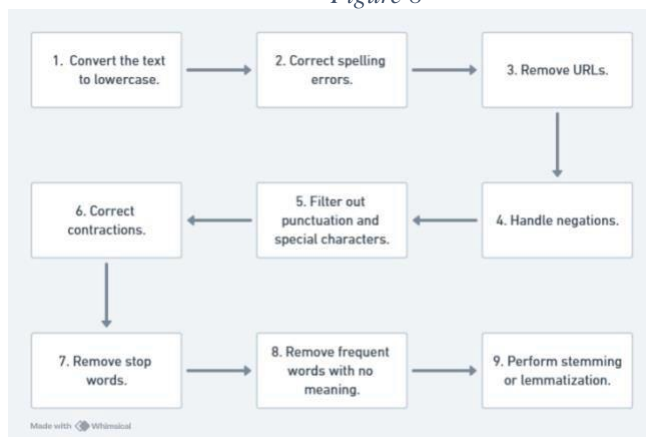 Figure 8
1. Convert the text
to lowercase.
2. Correct spelling
errors.
3. Remove URLs.
4. Handle negations.
5. Filter out
punctuation and
special characters.
6. Correct
contractions.
7. Remove stop
words.
8. Remove frequent
words with no
meaning.
9. Perform stemming
or lemmatization.
Made with Whimsical